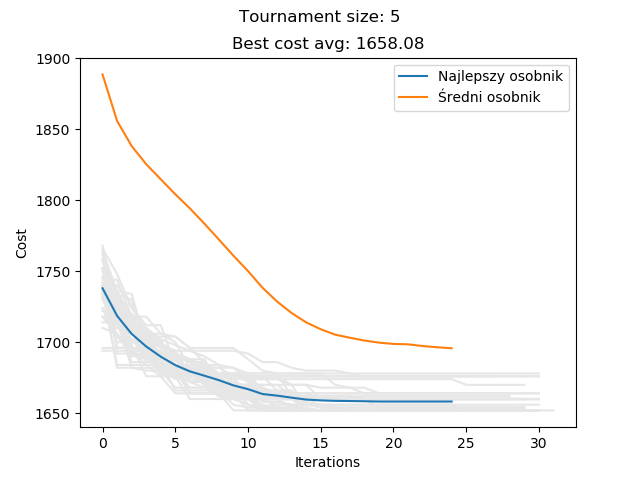 Tournament size: 5
Best cost avg: 1658.08
Najlepszy osobnik
Średni osobnik
1900
1850
1800
1750
1700
1650
Cost
0 5 10 15 20 25 30
Iterations